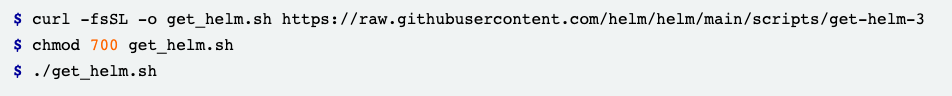 $ curl -fsSL -o get_helm.sh https://raw.githubusercontent.com/helm/helm/main/scripts/get-helm-3
$ chmod 700 get_helm.sh
$ ./get_helm.sh